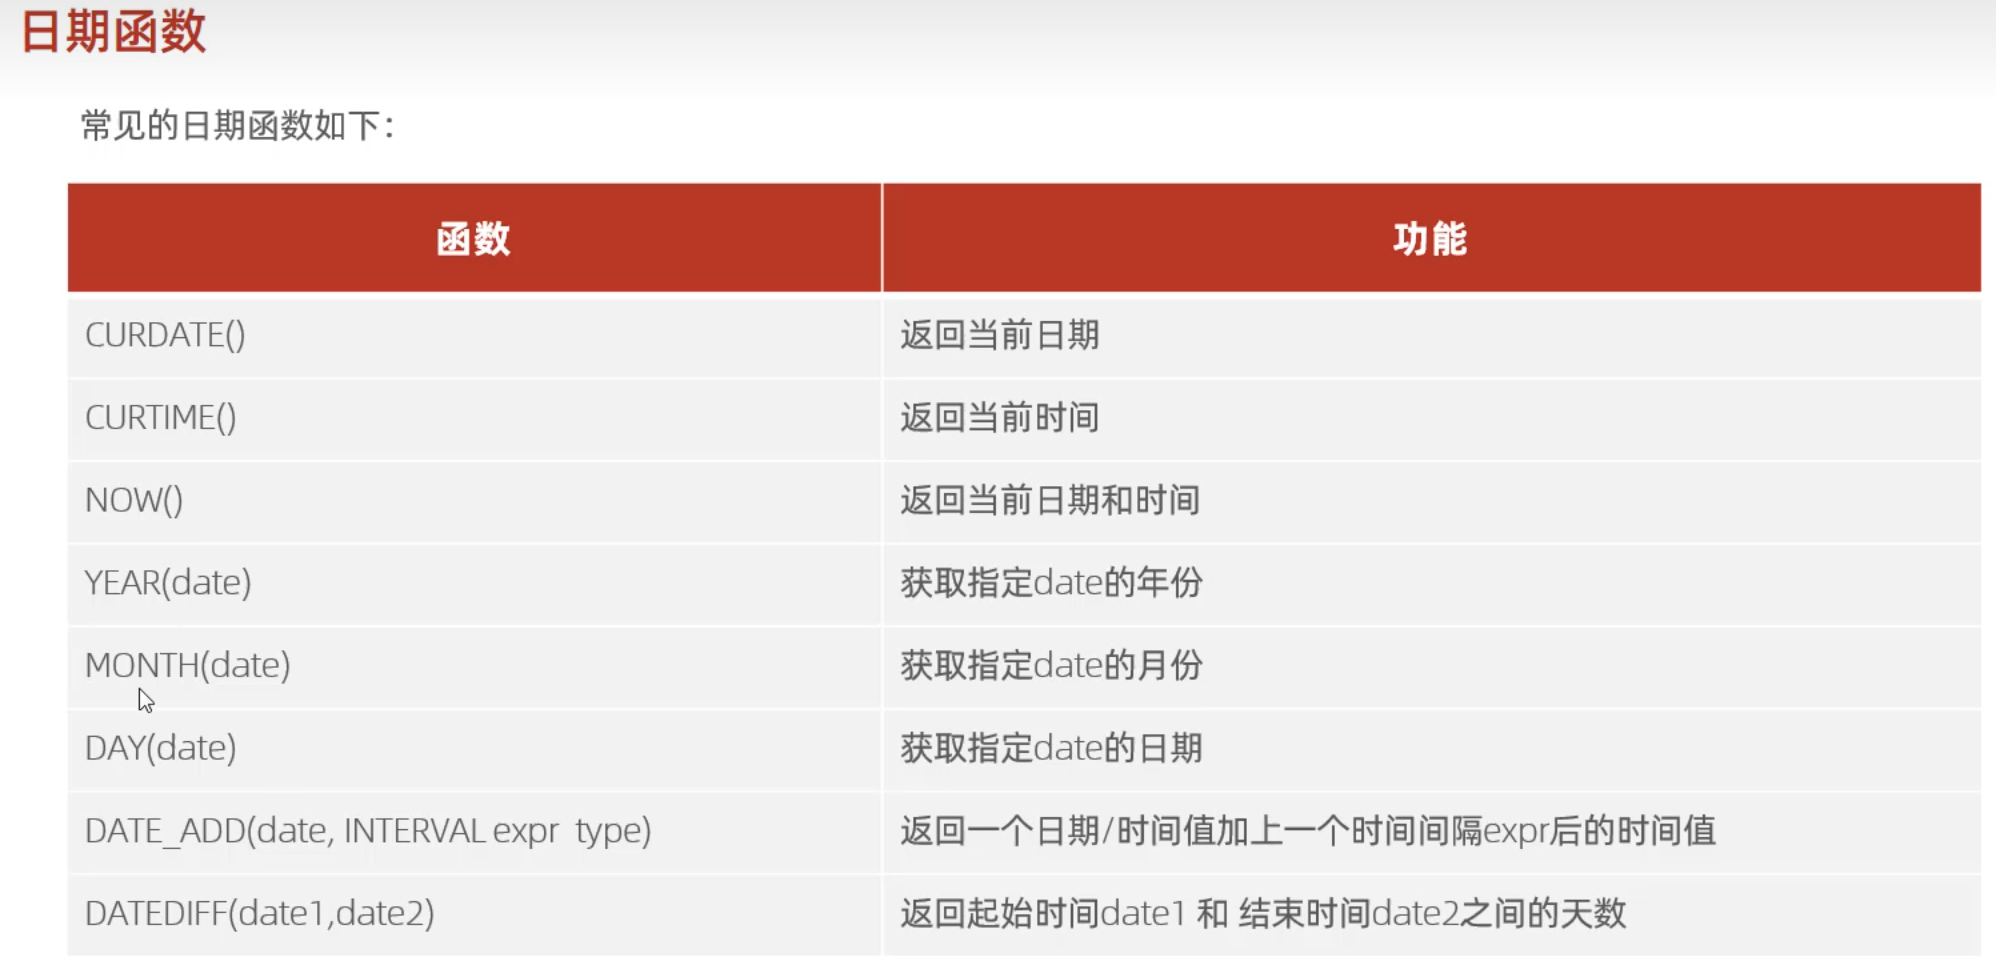 日期函数
常见的日期函数如下：
函数 功能
CURDATE() 返回当前日期
CURTIME() 返回当前时间
NOW() 返回当前日期和时间
YEAR(date) 获取指定date的年份
MONTH(date) 获取指定date的月份
DAY(date) 获取指定date的日期
DATE_ADD(date, INTERVAL expr type) 返回一个日期/时间值加上一个时间间隔expr后的时间值
DATEDIFF(date1,date2) 返回起始时间date1 和 结束时间date2之间的天数